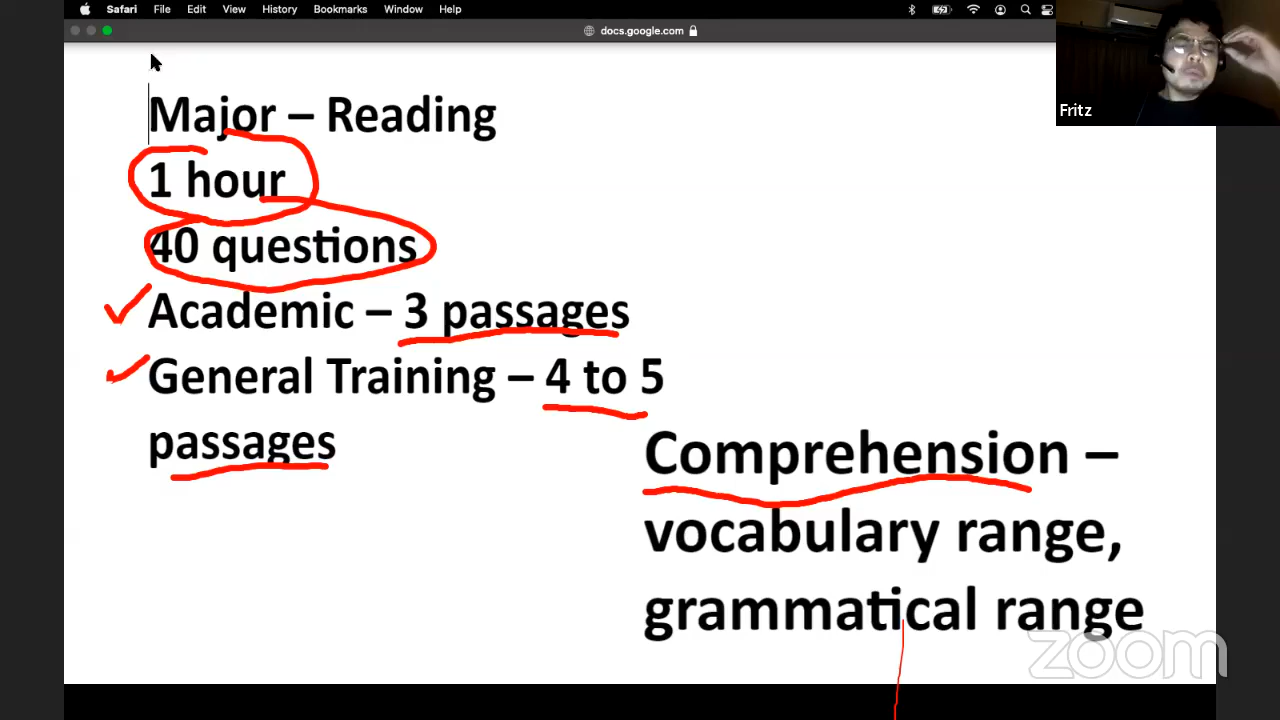 Safari File Edit View History Bookmarks Window Help
docs.google.com
Fritz
Major – Reading
1 hour
40 questions
Academic – 3 passages
General Training – 4 to 5
passages
Comprehension –
vocabulary range,
grammatical range
zoom